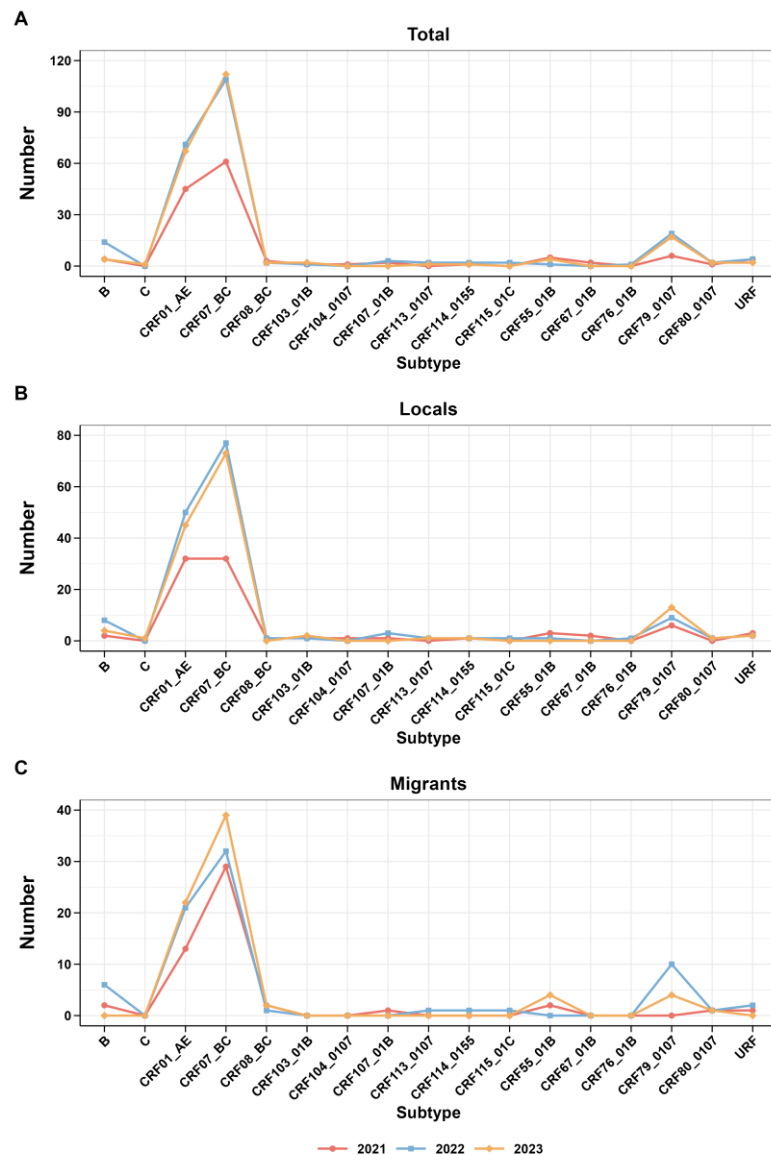 A
Total
Number
120
90
60
30
0
B
C
CRF01_AE
CRF07_BC
CRF08_BC
CRF103_01B
CRF104_0107
CRF107_01B
CRF113_0107
CRF114_0155
CRF115_01C
CRF55_01B
CRF67_01B
CRF76_01B
CRF79_0107
CRF80_0107
URF
Subtype
B
Locals
Number
80
60
40
20
0
B
C
CRF01_AE
CRF07_BC
CRF08_BC
CRF103_01B
CRF104_0107
CRF107_01B
CRF113_0107
CRF114_0155
CRF115_01C
CRF55_01B
CRF67_01B
CRF76_01B
CRF79_0107
CRF80_0107
URF
Subtype
C
Migrants
Number
40
30
20
10
0
B
C
CRF01_AE
CRF07_BC
CRF08_BC
CRF103_01B
CRF104_0107
CRF107_01B
CRF113_0107
CRF114_0155
CRF115_01C
CRF55_01B
CRF67_01B
CRF76_01B
CRF79_0107
CRF80_0107
URF
Subtype
2021 2022 2023